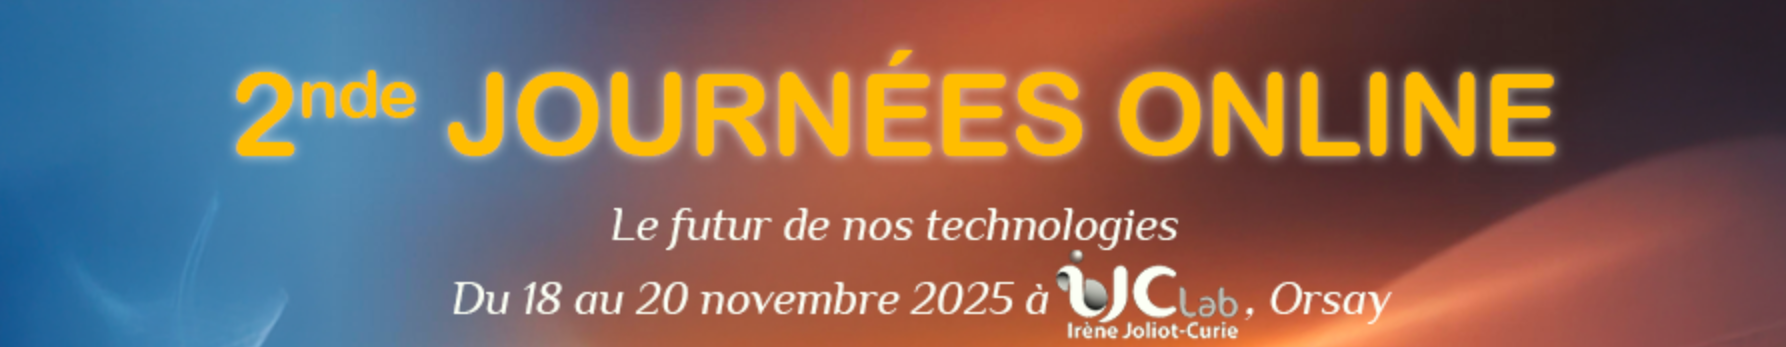 2nde JOURNÉES ONLINE
Le futur de nos technologies
Du 18 au 20 novembre 2025 à iJCLab, Orsay
Irène Joliot-Curie